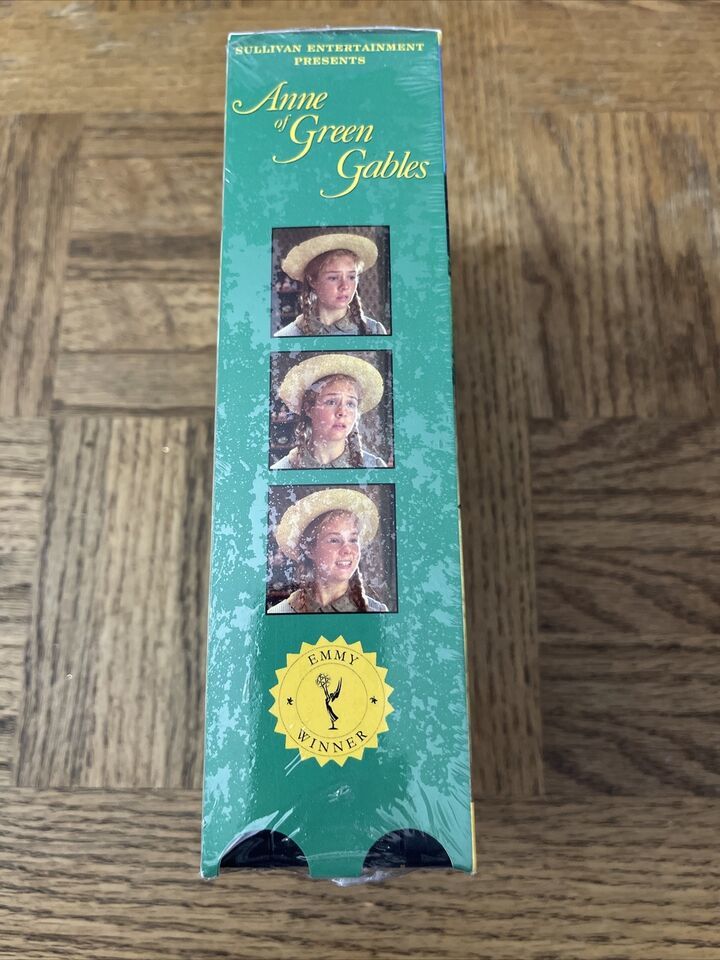 SULLIVAN ENTERTAINMENT
PRESENTS
Anne
of Green
Gables
EMMY
WINNER